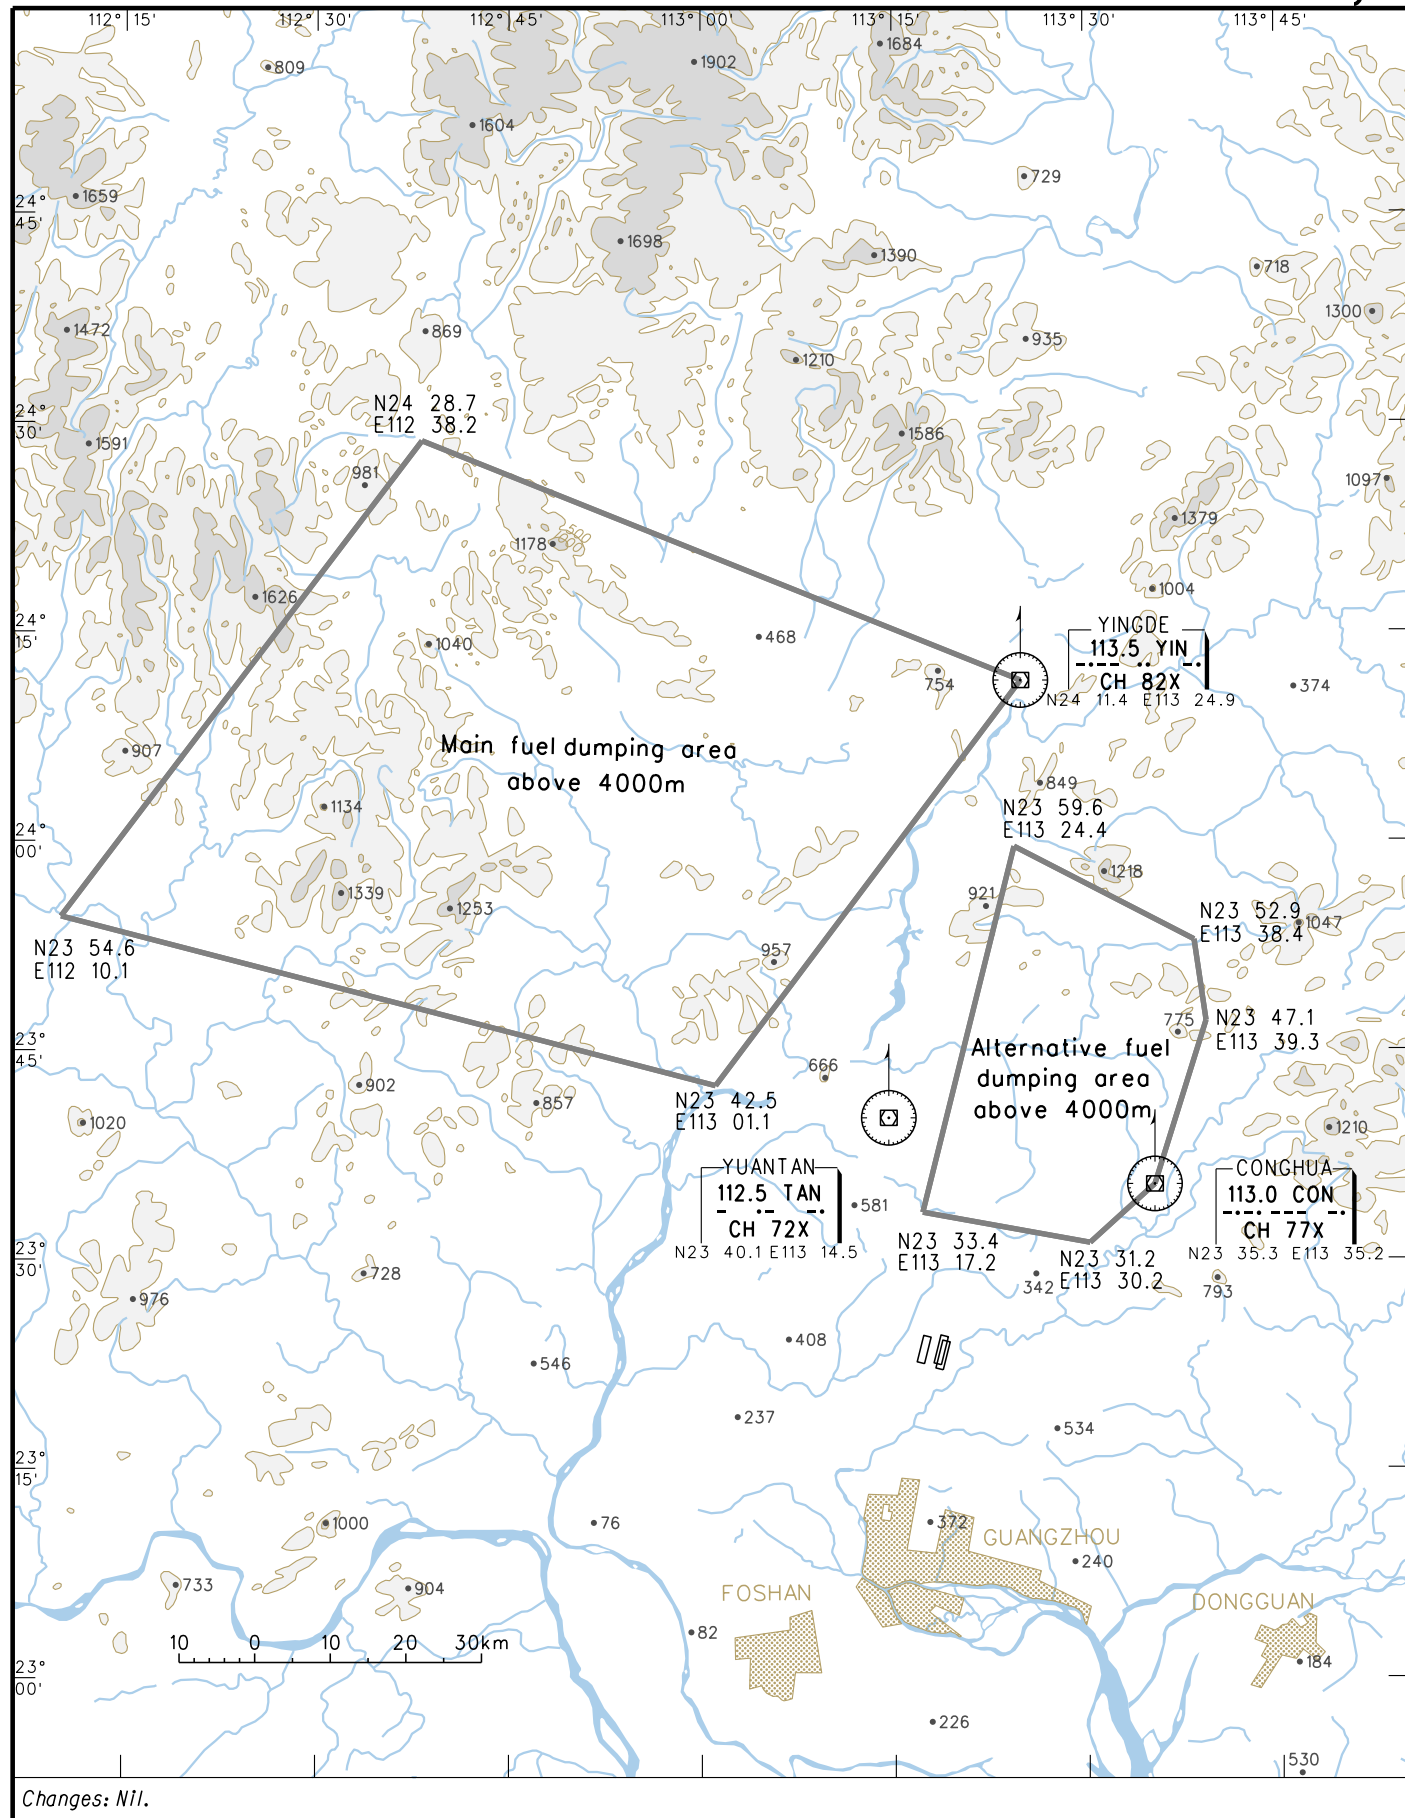 112°15'
112°30'
112°45'
113°00'
113°15'
113°30'
113°45'
1684
1902
809
1604
729
24°
45'
1659
1698
1390
718
1300
1472
869
935
1210
N24 28.7
E112 38.2
24°
30'
1591
1586
981
1097
1379
1178
1626
1004
24°
15'
1040
468
YINGDE
113.5 YIN
-·-- ·· -·
CH 82X
N24 11.4 E113 24.9
754
374
907
Main fuel dumping area
above 4000m
849
1134
N23 59.6
E113 24.4
24°
00'
1218
1339
1253
921
N23 52.9
E113 38.4
1047
N23 54.6
E112 10.1
957
775
N23 47.1
E113 39.3
23°
45'
Alternative fuel
dumping area
above 4000m
666
902
857
N23 42.5
E113 01.1
1020
1210
YUANTAN
112.5 TAN
- ·- -·
CH 72X
N23 40.1 E113 14.5
CONGHUA
113.0 CON
-·-· --- -·
CH 77X
N23 35.3 E113 35.2
581
N23 33.4
E113 17.2
N23 31.2
E113 30.2
23°
30'
728
342
793
976
408
546
237
534
23°
15'
1000
76
372
GUANGZHOU
240
733
904
FOSHAN
DONGGUAN
82
10 0 10 20 30km
184
23°
00'
226
530
Changes: Nil.